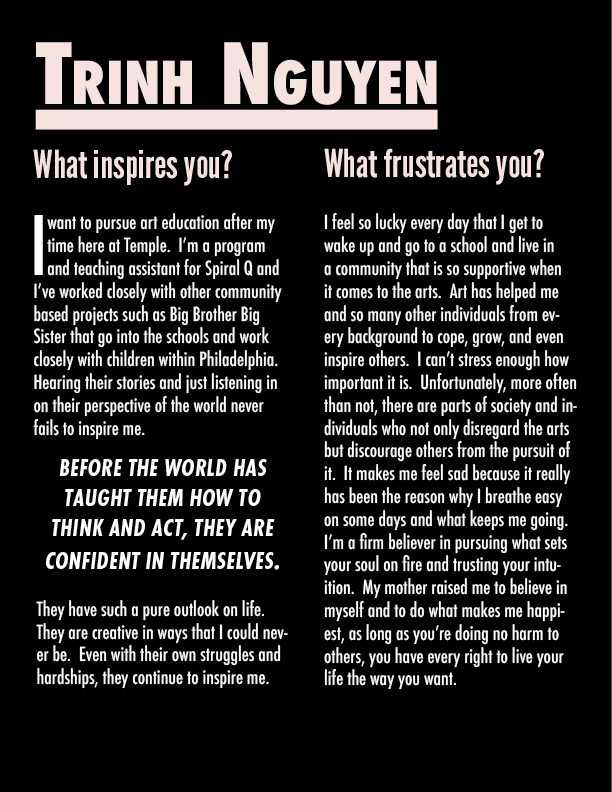 TRINH NGUYEN
What inspires you?
I want to pursue art education after my
time here at Temple.  I'm a program
and teaching assistant for Spiral Q and
I've worked closely with other community
based projects such as Big Brother Big
Sister that go into the schools and work
closely with children within Philadelphia.
Hearing their stories and just listening in
on their perspective of the world never
fails to inspire me.
BEFORE THE WORLD HAS
TAUGHT THEM HOW TO
THINK AND ACT, THEY ARE
CONFIDENT IN THEMSELVES.
They have such a pure outlook on life.
They are creative in ways that I could nev-
er be.  Even with their own struggles and
hardships, they continue to inspire me.
What frustrates you?
I feel so lucky every day that I get to
wake up and go to a school and live in
a community that is so supportive when
it comes to the arts.  Art has helped me
and so many other individuals from ev-
ery background to cope, grow, and even
inspire others.  I can't stress enough how
important it is.  Unfortunately, more often
than not, there are parts of society and in-
dividuals who not only disregard the arts
but discourage others from the pursuit of
it.  It makes me feel sad because it really
has been the reason why I breathe easy
on some days and what keeps me going.
I'm a firm believer in pursuing what sets
your soul on fire and trusting your intu-
ition.  My mother raised me to believe in
myself and to do what makes me happi-
est, as long as you're doing no harm to
others, you have every right to live your
life the way you want.